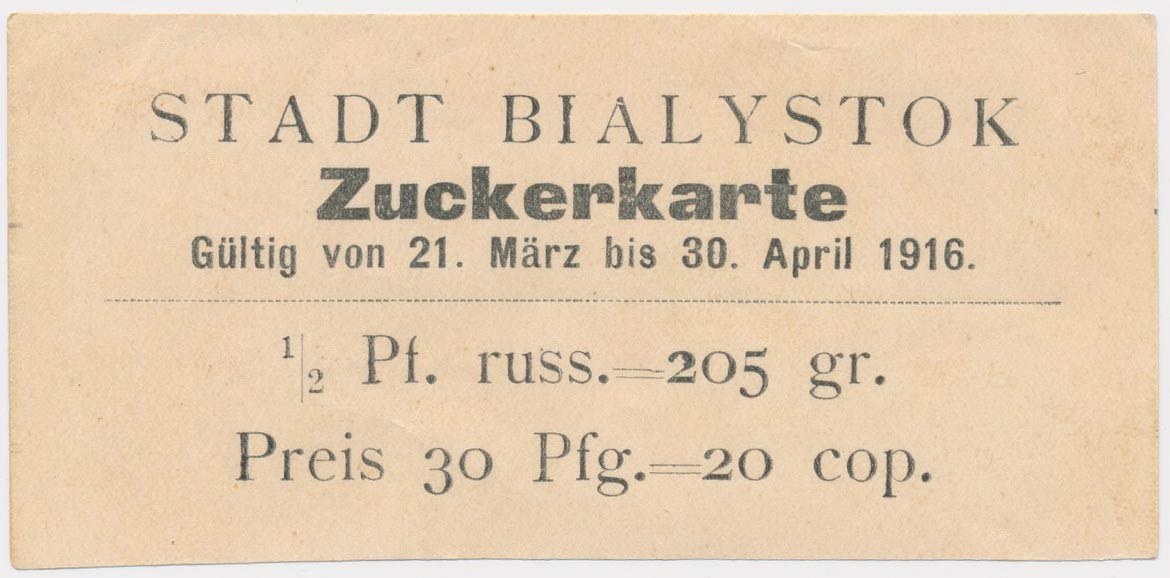 STADT BIALYSTOK
Zuckerkarte
Gültig von 21. März bis 30. April 1916.
1/2 Pf. russ.=205 gr.
Preis 30 Pfg.=20 cop.